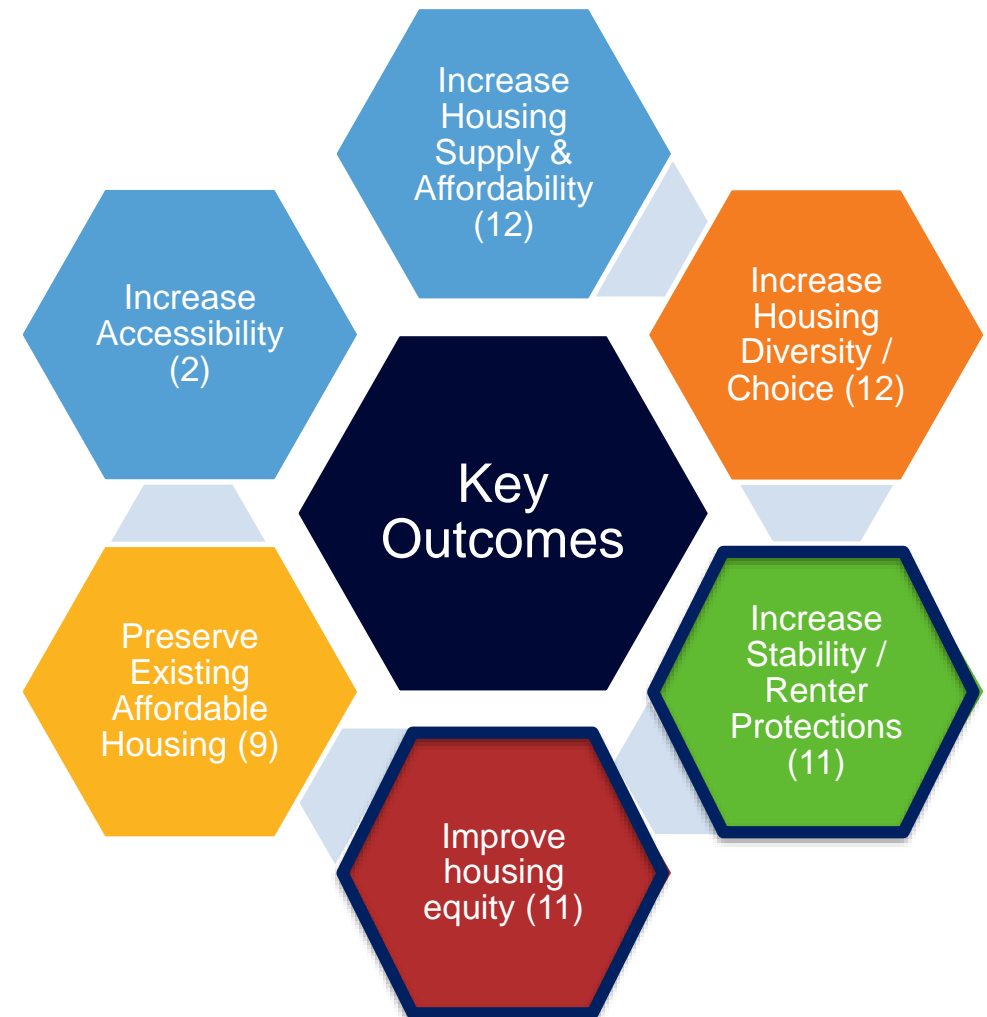 Increase
Housing
Supply &
Affordability
(12)
Increase
Accessibility
(2)
Increase
Housing
Diversity /
Choice (12)
Key
Outcomes
Preserve
Existing
Affordable
Housing (9)
Increase
Stability /
Renter
Protections
(11)
Improve
housing
equity (11)